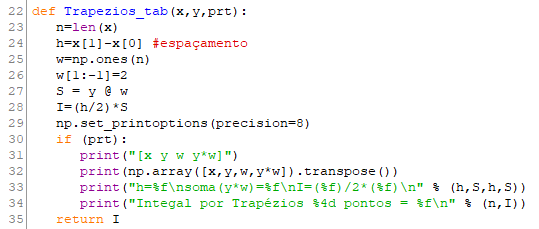 22 def Trapezios_tab(x,y,prt):
23     n=len(x)
24     h=x[1]-x[0] #espaçamento
25     w=np.ones(n)
26     w[1:-1]=2
27     S = y @ w
28     I=(h/2)*S
29     np.set_printoptions(precision=8)
30     if (prt):
31         print("[x y w y*w]")
32         print(np.array([x,y,w,y*w]).transpose())
33         print("h=%f\nsoma(y*w)=%f\nI=(%f)/2*(%f)\n" % (h,S,h,S))
34         print("Integal por Trapézios %4d pontos = %f\n" % (n,I))
35     return I